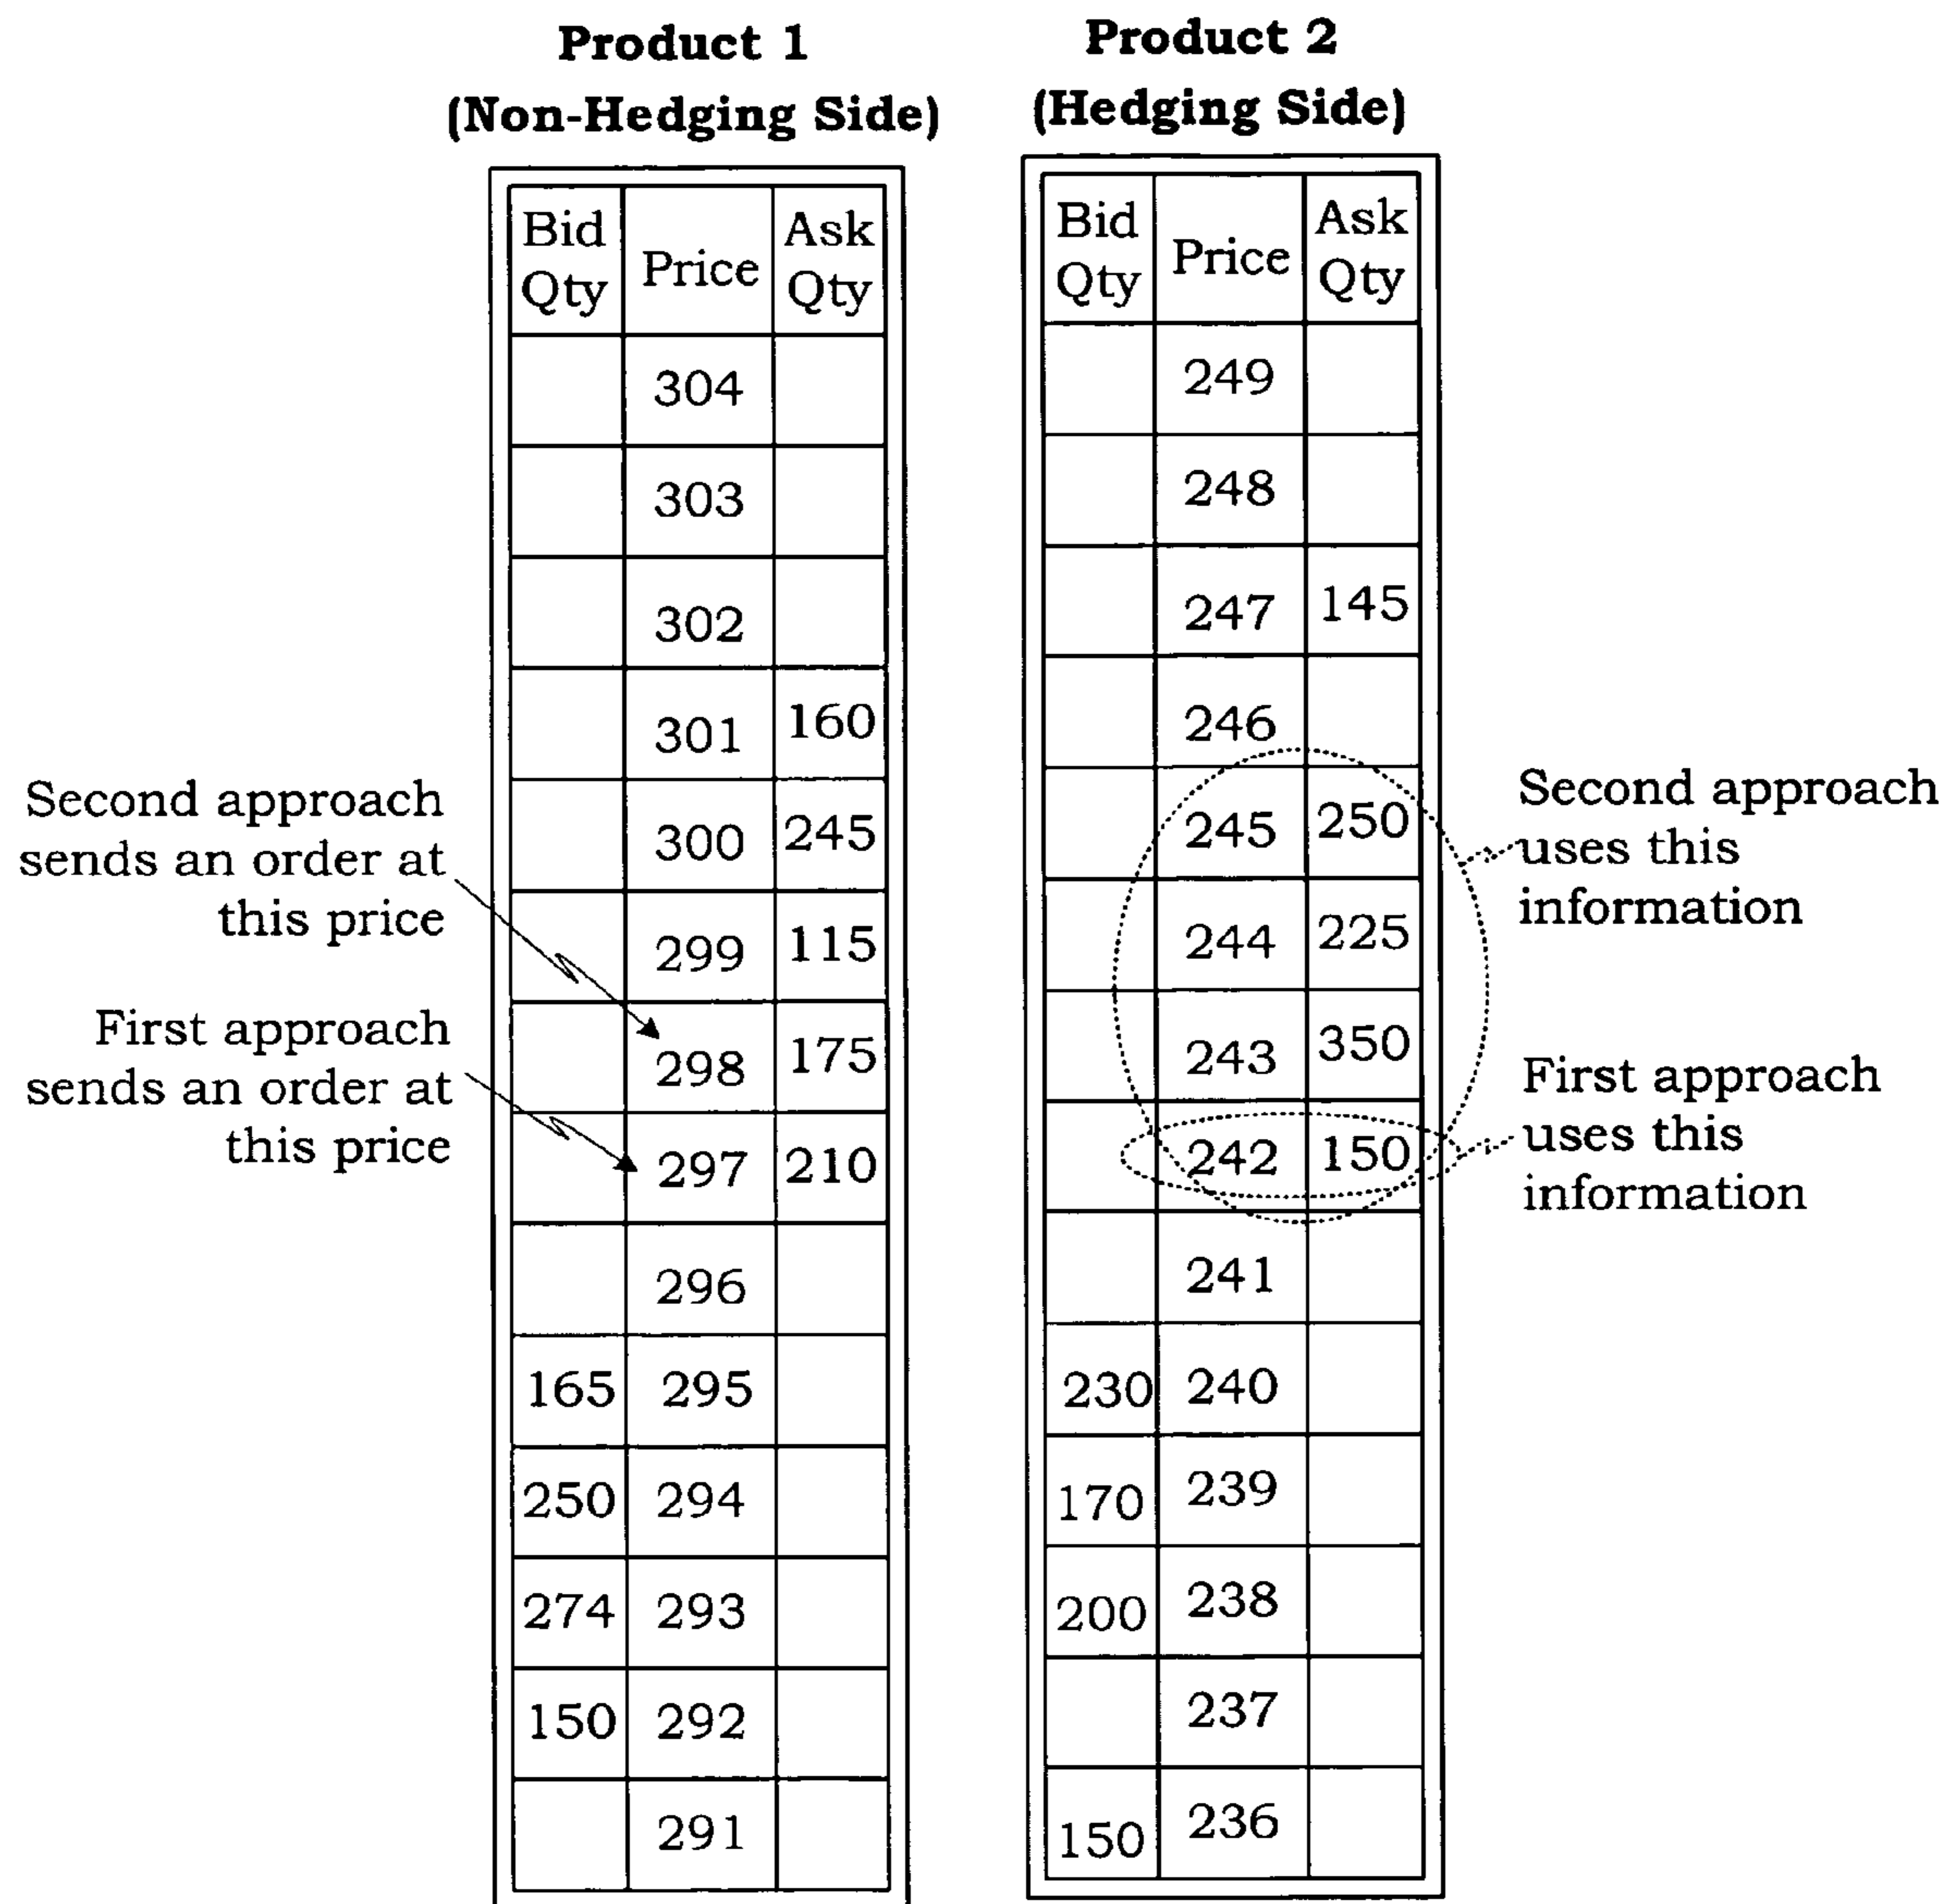 Product 1
(Non-Hedging Side)
Bid Qty Price Ask Qty
304
303
302
301 160
300 245
299 115
298 175
297 210
296
165 295
250 294
274 293
150 292
291
Second approach
sends an order at
this price
First approach
sends an order at
this price
Product 2
(Hedging Side)
Bid Qty Price Ask Qty
249
248
247 145
246
245 250
244 225
243 350
242 150
241
230 240
170 239
200 238
237
150 236
Second approach
uses this
information
First approach
uses this
information